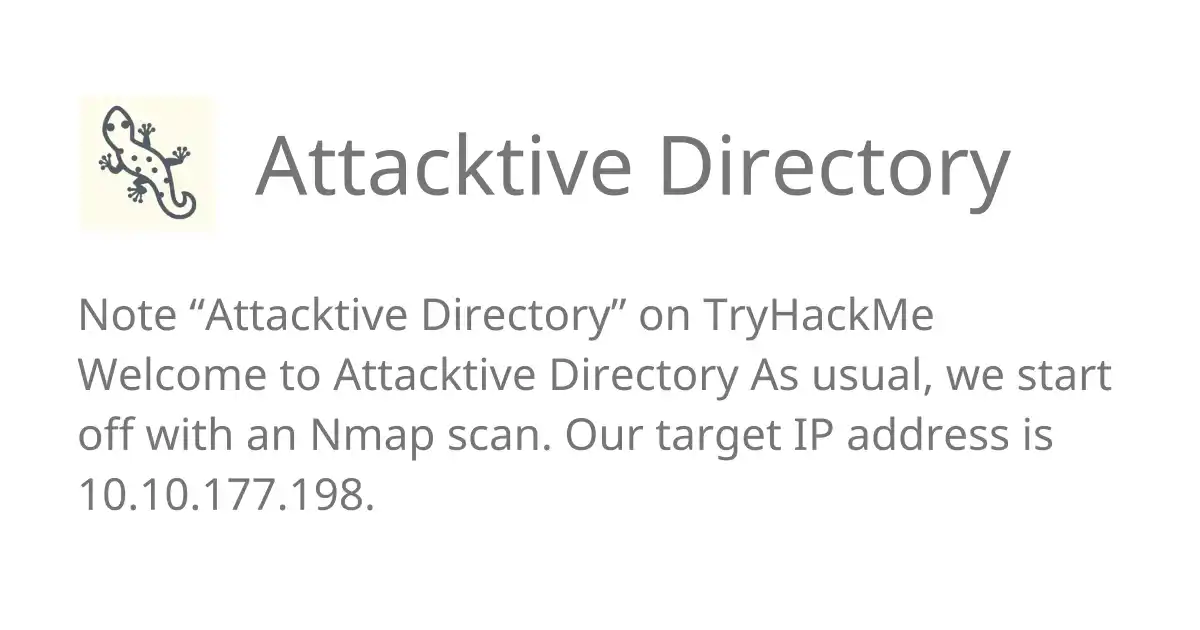 Attacktive Directory
Note “Attacktive Directory” on TryHackMe
Welcome to Attacktive Directory As usual, we start
off with an Nmap scan. Our target IP address is
10.10.177.198.